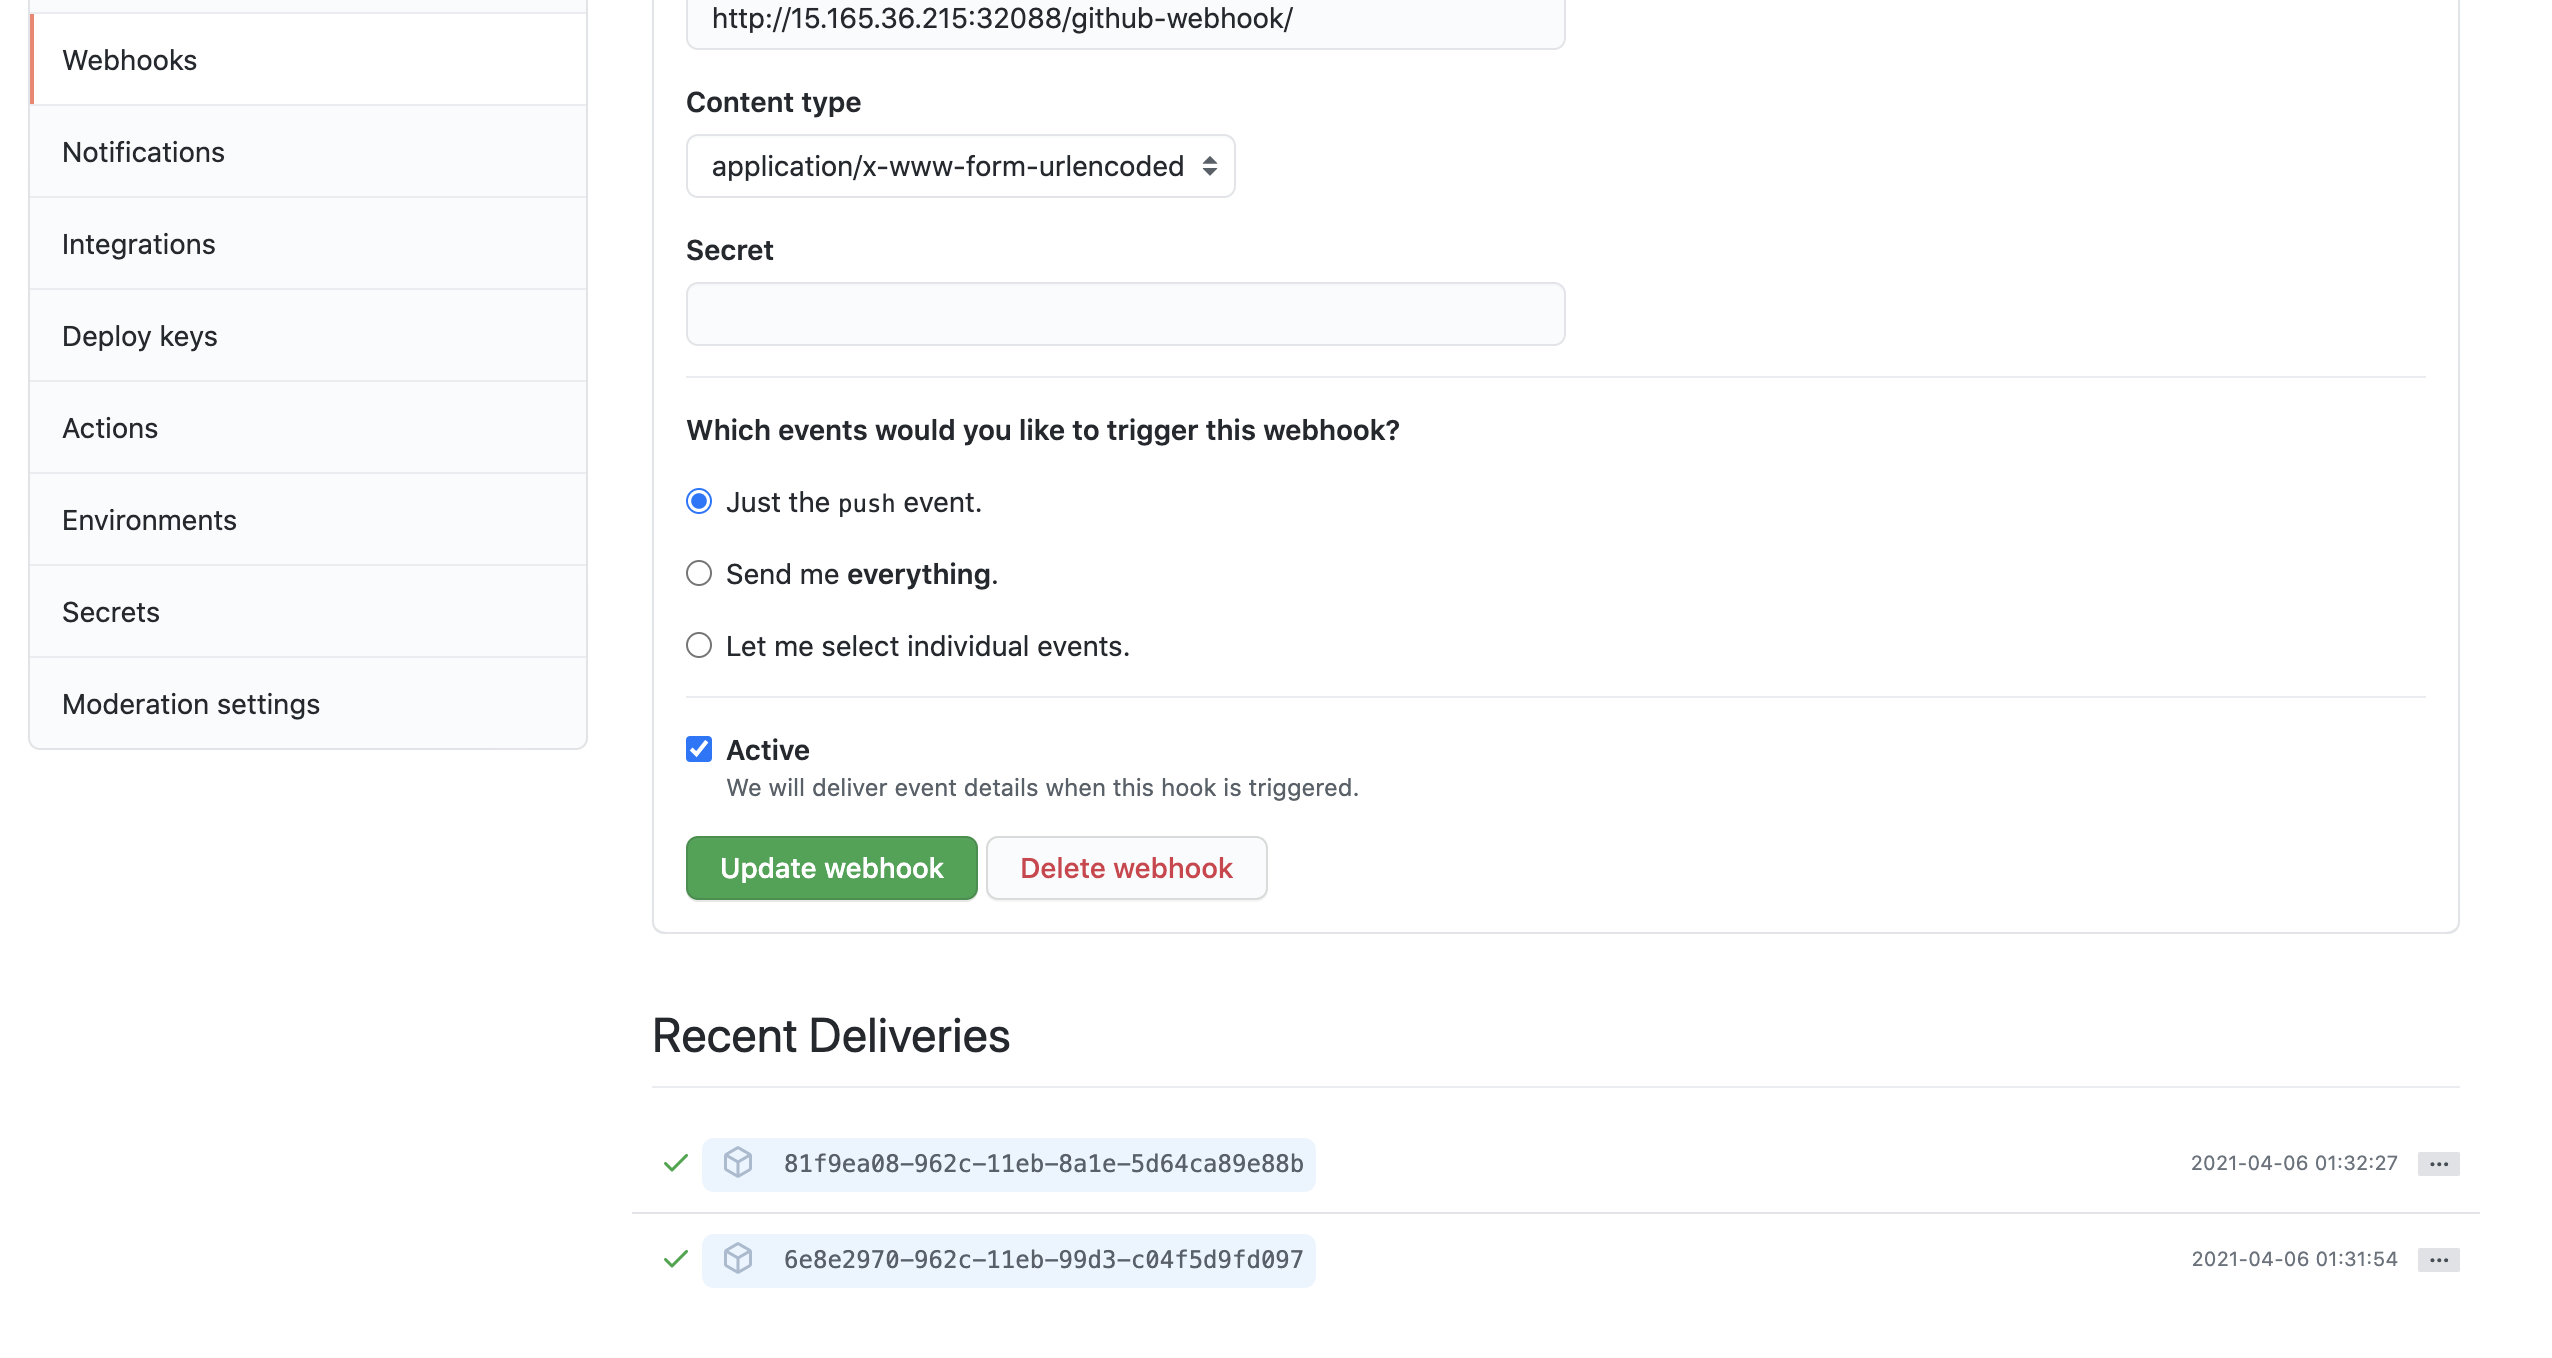 Webhooks
Notifications
Integrations
Deploy keys
Actions
Environments
Secrets
Moderation settings
http://15.165.36.215:32088/github-webhook/
Content type
application/x-www-form-urlencoded
Secret
Which events would you like to trigger this webhook?
Just the push event.
Send me everything.
Let me select individual events.
Active
We will deliver event details when this hook is triggered.
Update webhook
Delete webhook
Recent Deliveries
81f9ea08-962c-11eb-8a1e-5d64ca89e88b 2021-04-06 01:32:27 ...
6e8e2970-962c-11eb-99d3-c04f5d9fd097 2021-04-06 01:31:54 ...